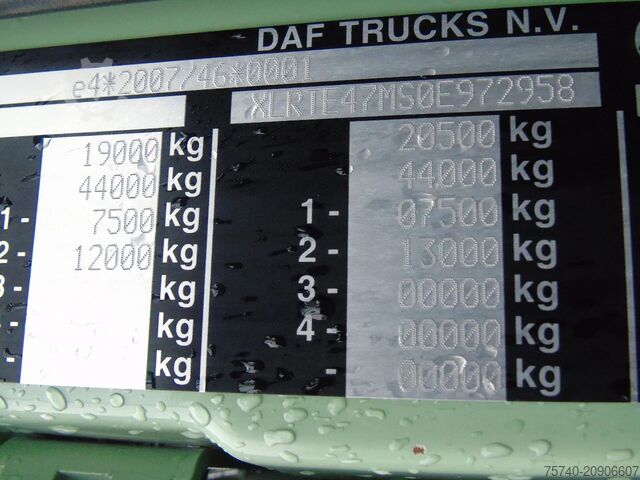 DAF TRUCKS N.V.
e4*2007/46*0001
XLRTE47MS0E972958
19000 kg 20500 kg
44000 kg 44000 kg
1- 7500 kg 1- 07500 kg
2- 12000 kg 2- 13000 kg
3- kg 3- 00000 kg
- kg 4- 00000 kg
- kg - 00000 kg
75740-20906607